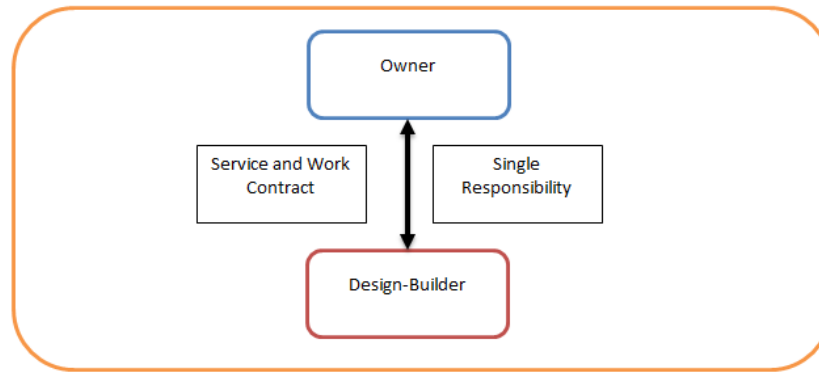 Owner
Service and Work
Contract
Single
Responsibility
Design-Builder